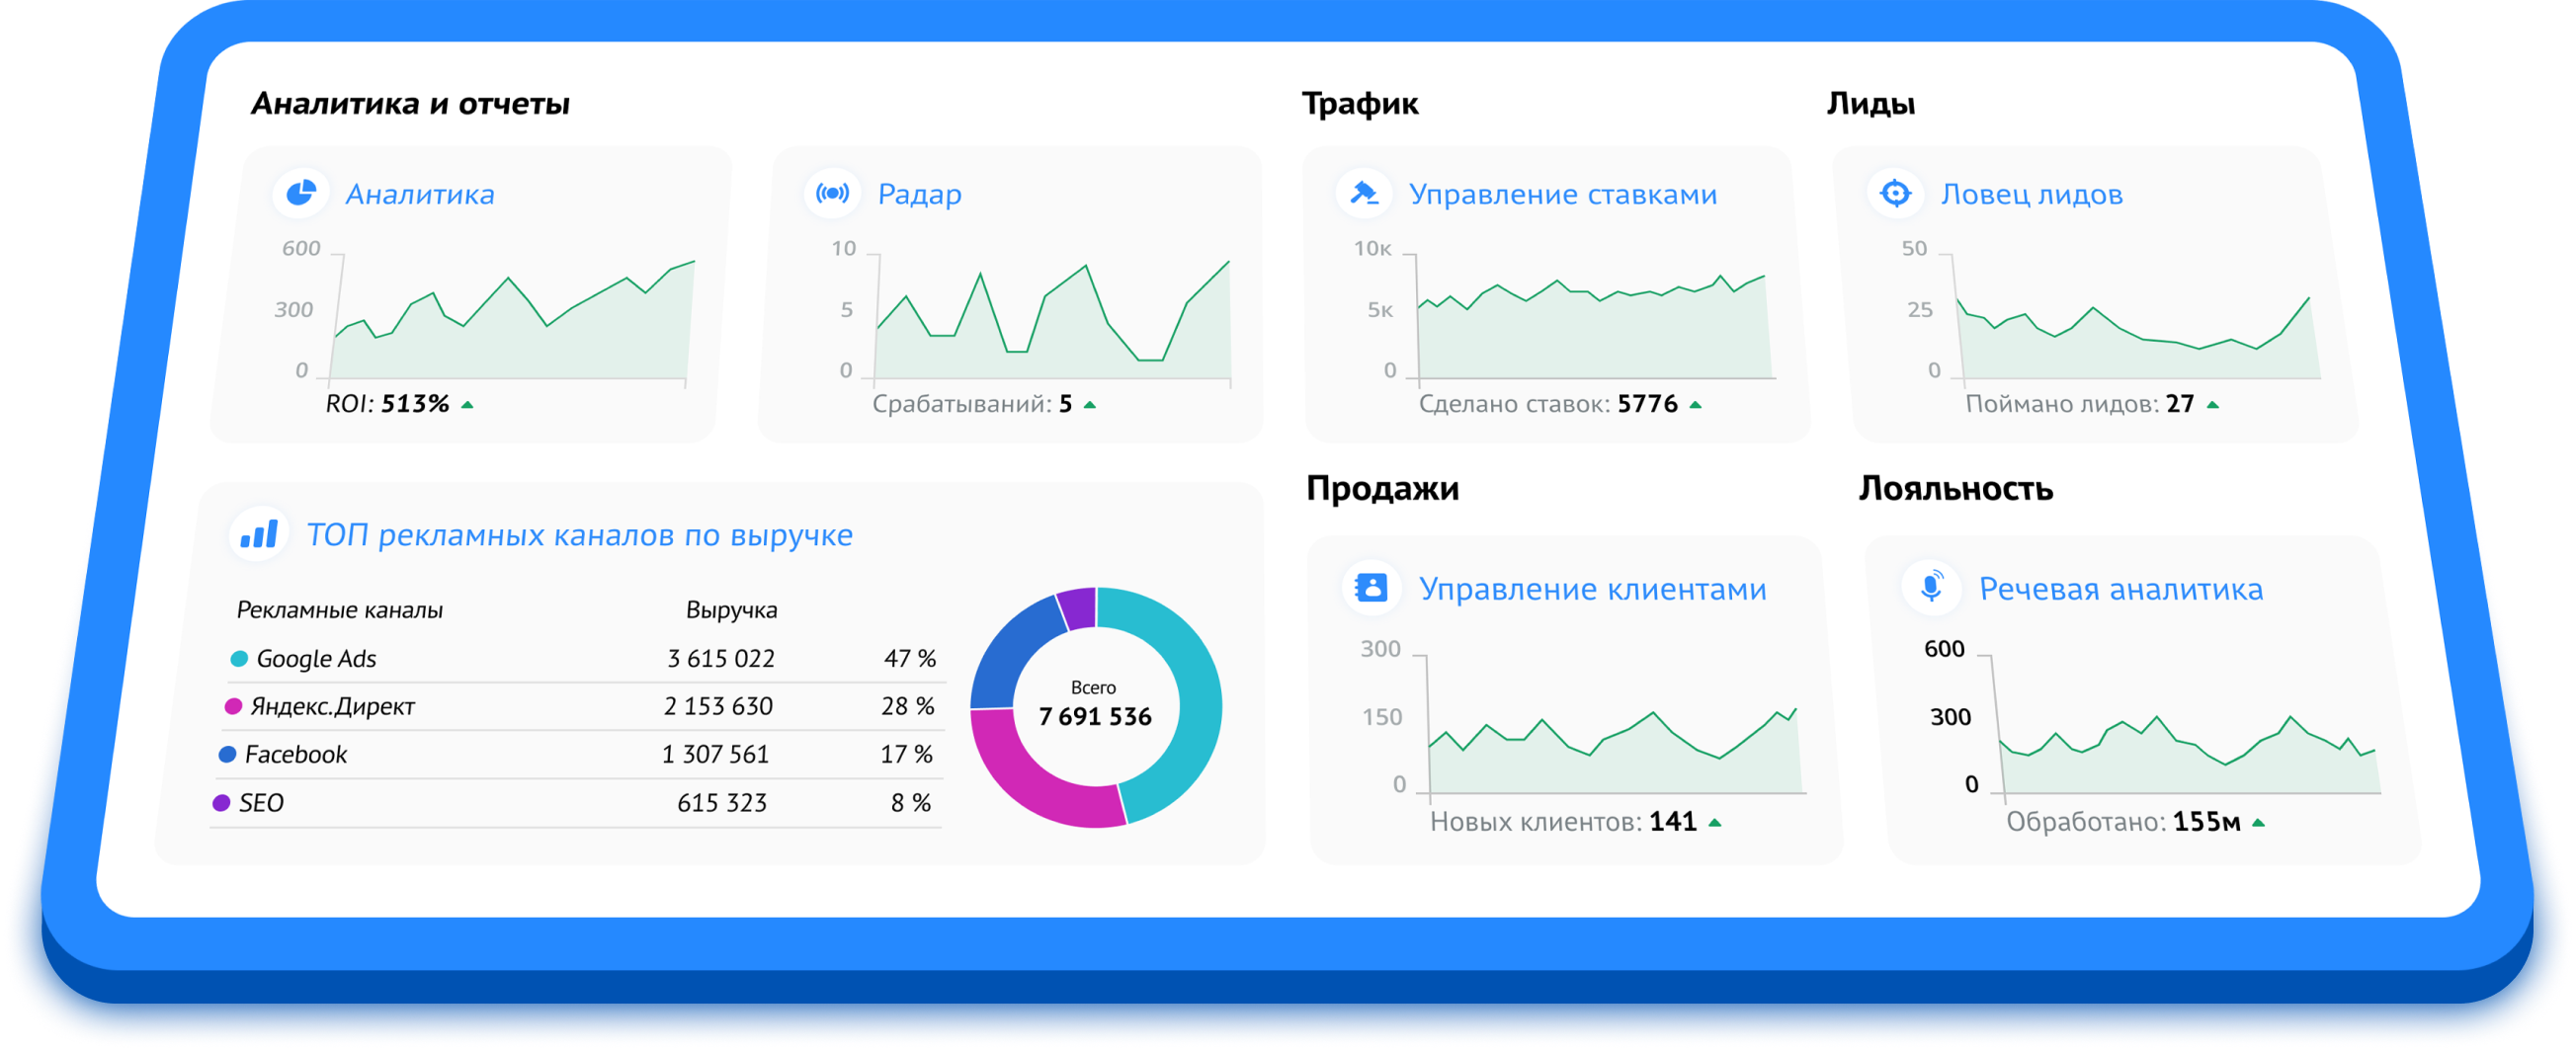 Аналитика и отчеты
Аналитика
600
300
0
ROI: 513%
Радар
10
5
0
Срабатываний: 5
Трафик
Управление ставками
10к
5к
0
Сделано ставок: 5776
Лиды
Ловец лидов
50
25
0
Поймано лидов: 27
ТОП рекламных каналов по выручке
Рекламные каналы Выручка
Google Ads 3 615 022 47 %
Яндекс.Директ 2 153 630 28 %
Facebook 1 307 561 17 %
SEO 615 323 8 %
Всего
7 691 536
Продажи
Управление клиентами
300
150
0
Новых клиентов: 141
Лояльность
Речевая аналитика
600
300
0
Обработано: 155м